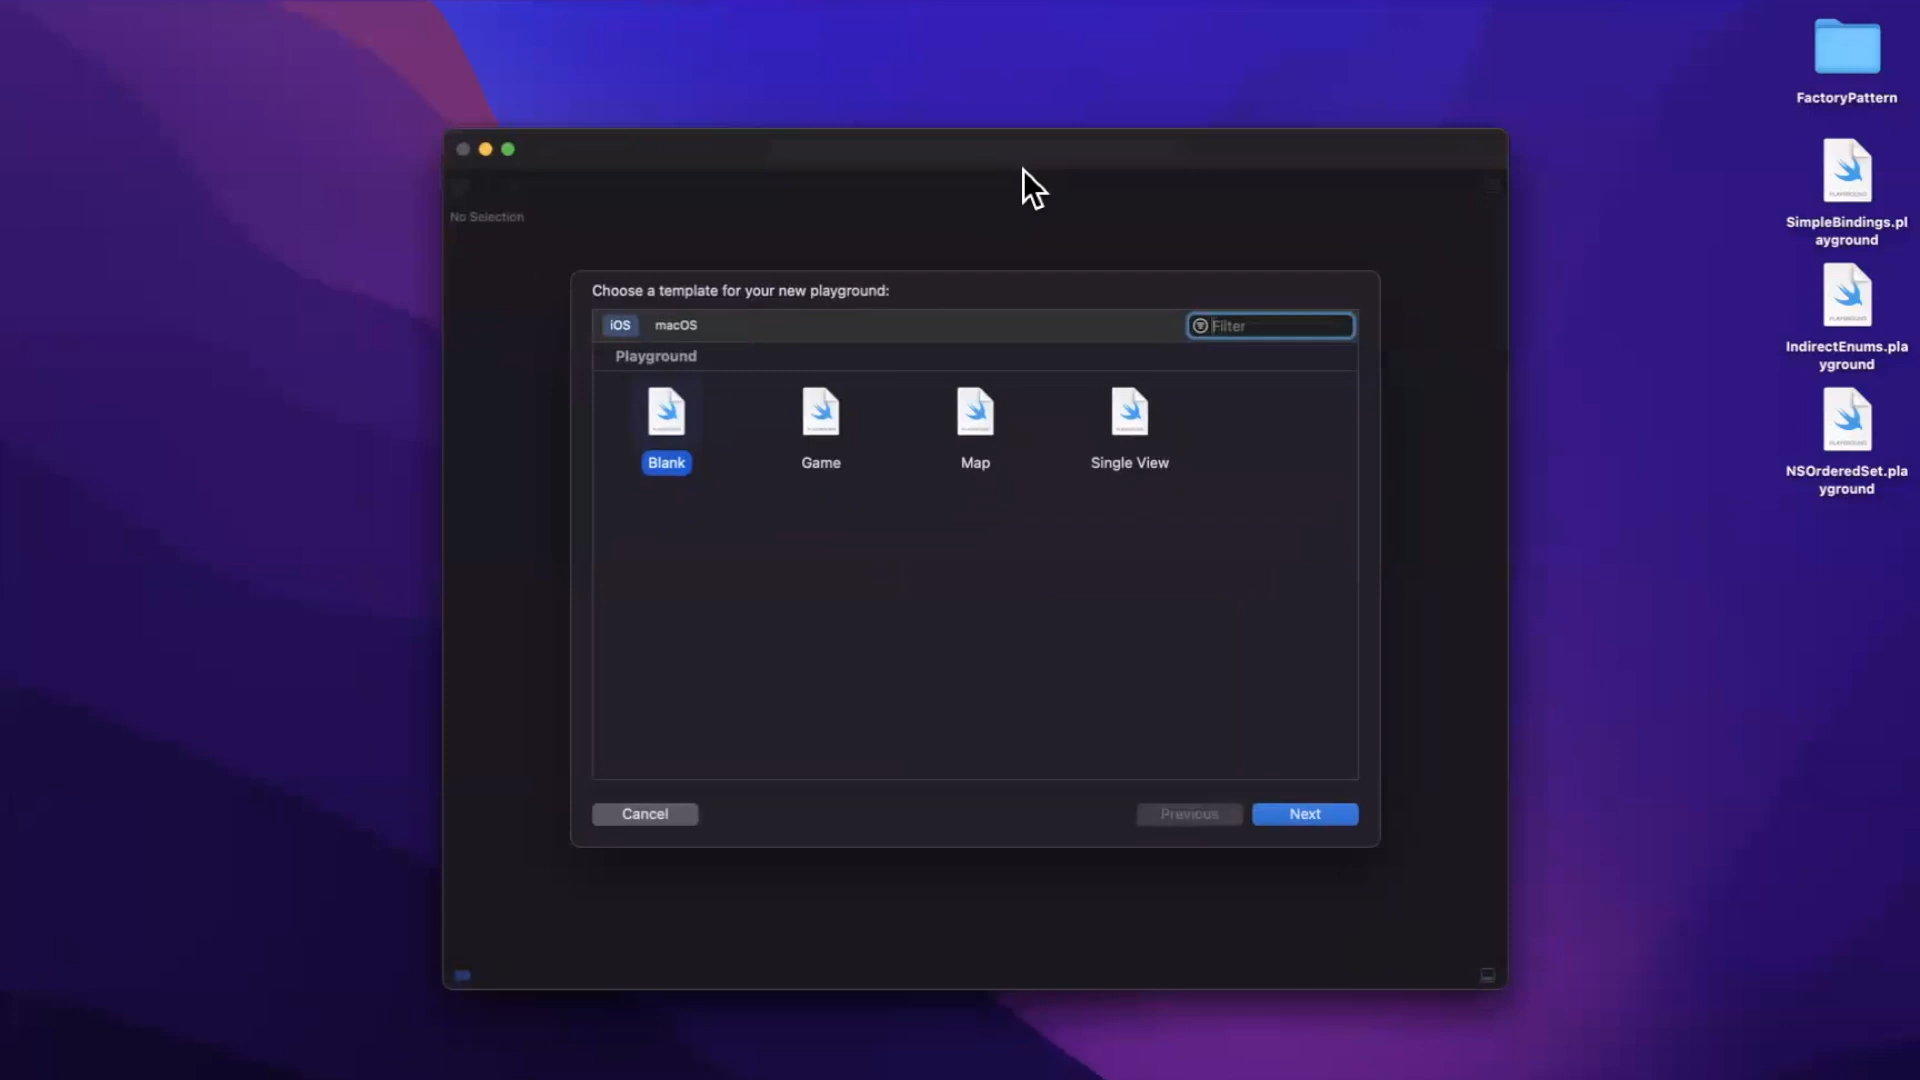 FactoryPattern
No Selection
SimpleBindings.pl
ayground
Choose a template for your new playground:
iOS
macOS
Filter
Playground
IndirectEnums.pla
yground
Blank
Game
Map
Single View
NSOrderedSet.pla
yground
Cancel
Previous
Next